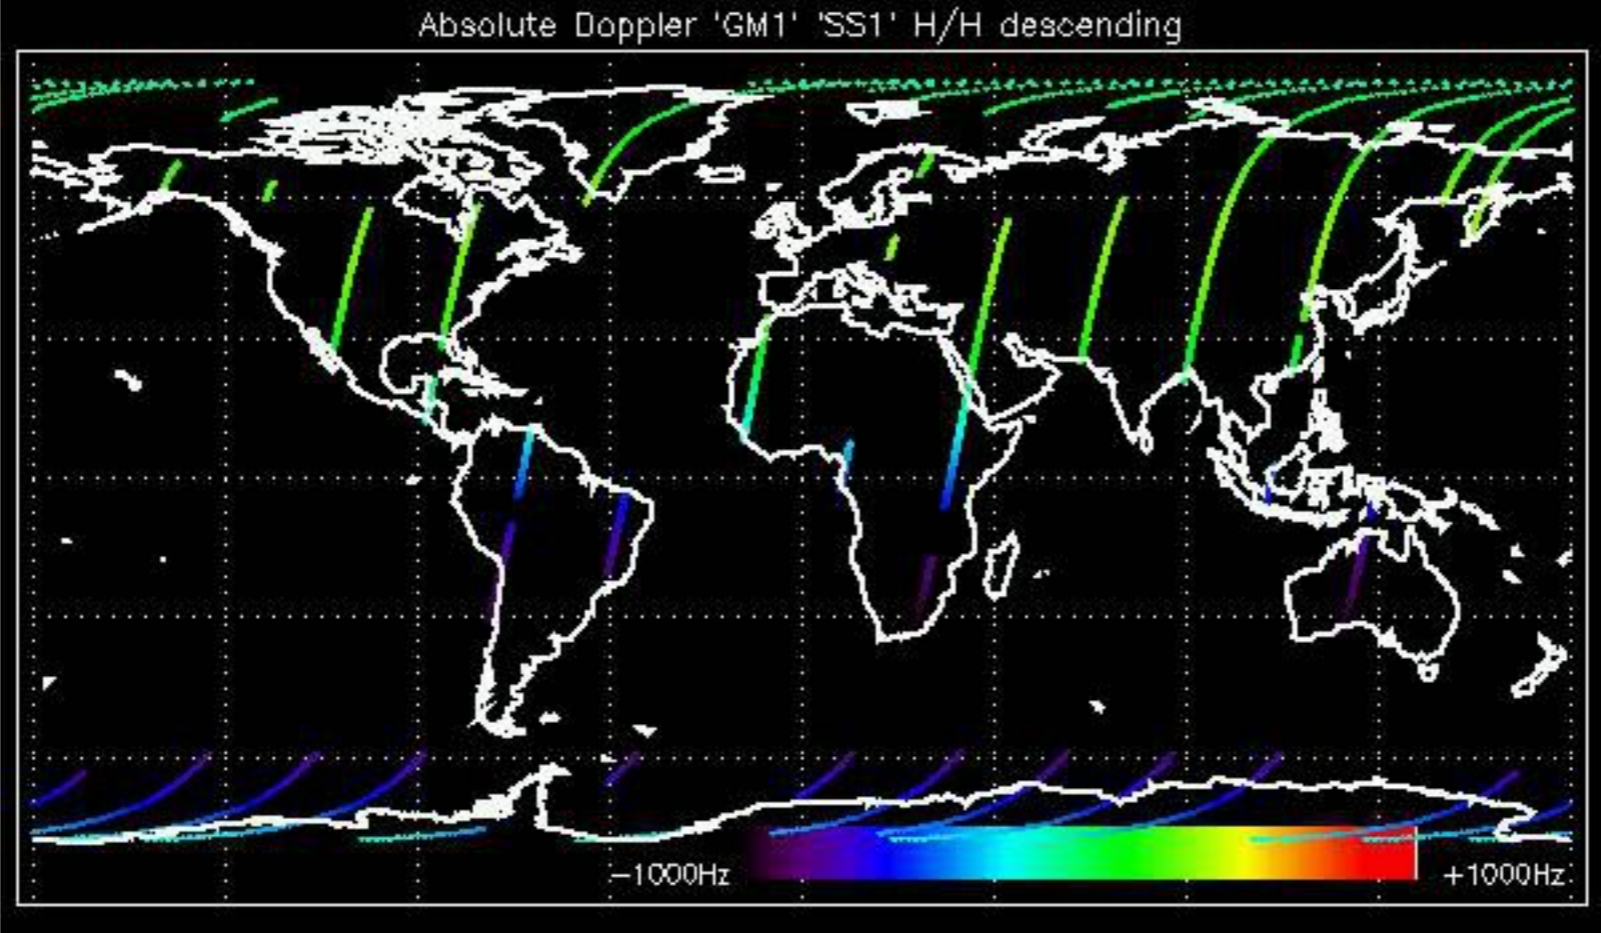 Absolute Doppler 'GM1' 'SS1' H/H descending
−1000Hz
+1000Hz